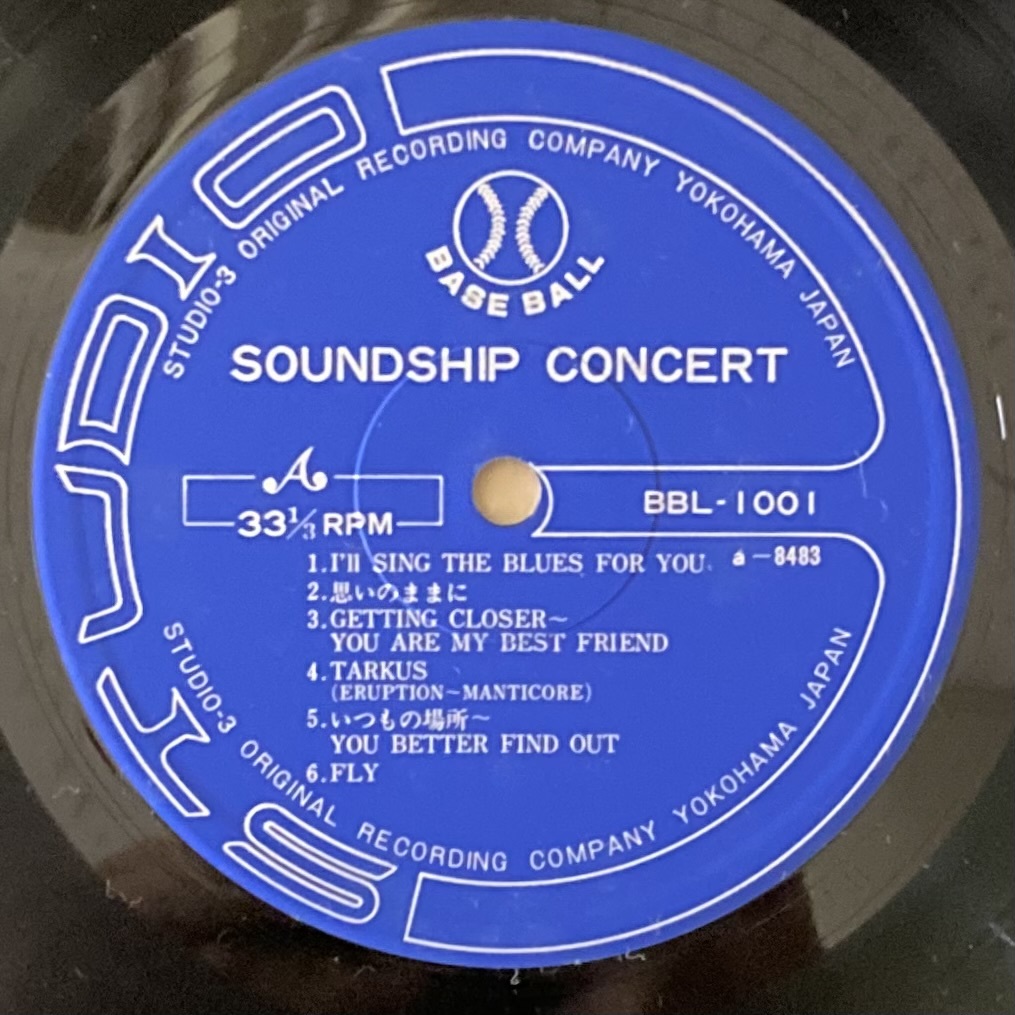 STUDIO
STUDIO-3 ORIGINAL RECORDING COMPANY YOKOHAMA JAPAN
BASE BALL
SOUNDSHIP CONCERT
A
33⅓ RPM
BBL-1001
1.I'll SING THE BLUES FOR YOU a-8483
2.思いのままに
3.GETTING CLOSER~
YOU ARE MY BEST FRIEND
4.TARKUS
(ERUPTION~MANTICORE)
5.いつもの場所~
YOU BETTER FIND OUT
6.FLY
STUDIO-3 ORIGINAL RECORDING COMPANY YOKOHAMA JAPAN